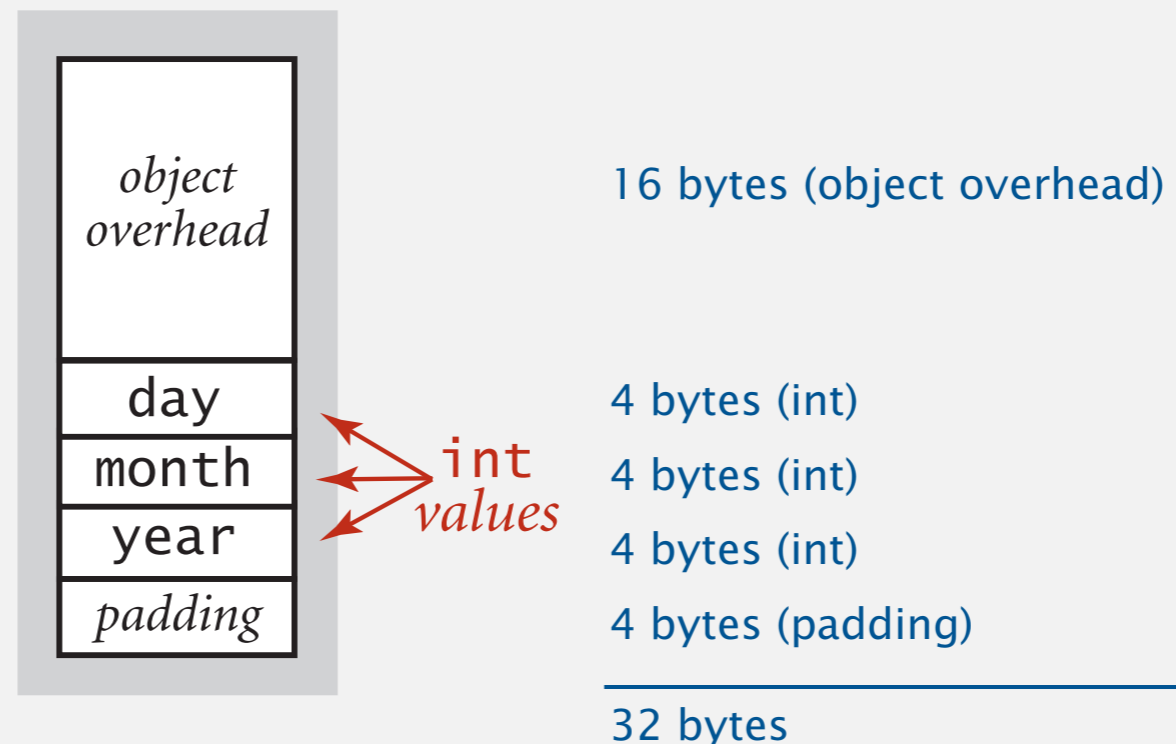 object
overhead
16 bytes (object overhead)
day
4 bytes (int)
month
int
values
4 bytes (int)
year
4 bytes (int)
padding
4 bytes (padding)
32 bytes